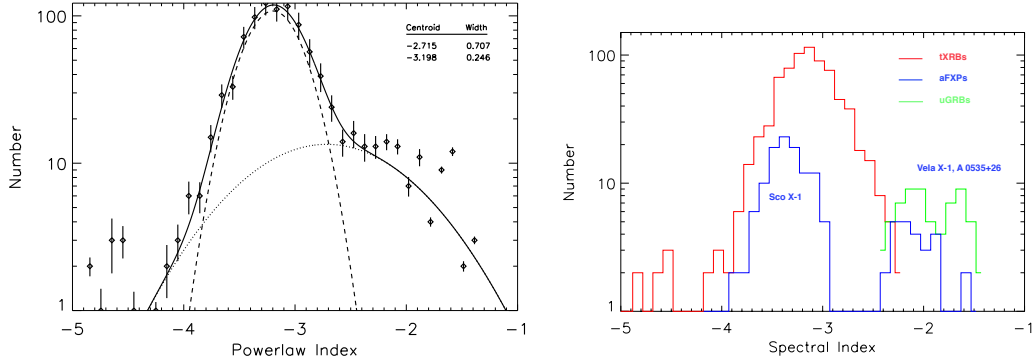 100
10
1
Number
−5 −4 −3 −2 −1
Powerlaw Index
Centroid Width
−2.715 0.707
−3.198 0.246
100
10
1
Number
−5 −4 −3 −2 −1
Spectral Index
tXRBs
aFXPs
uGRBs
Vela X-1, A 0535+26
Sco X-1